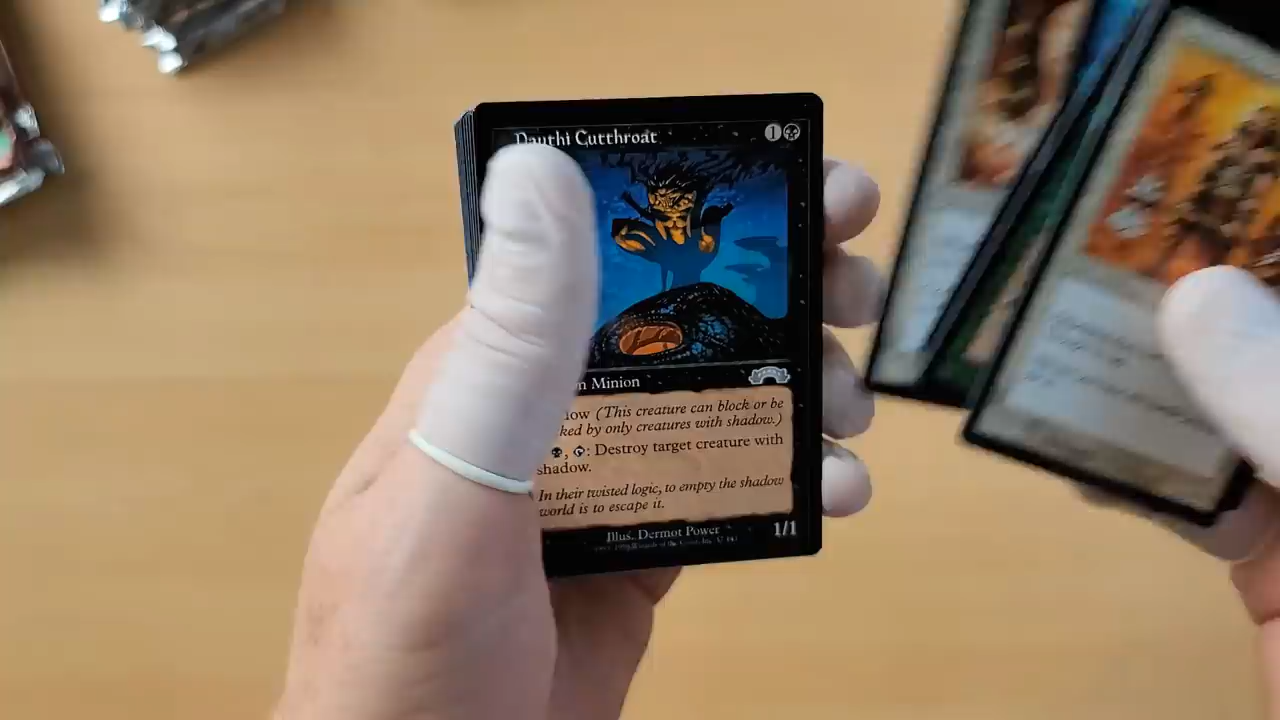 Dauthi Cutthroat 1
n Minion
low (This creature can block or be
ked by only creatures with shadow.)
, : Destroy target creature with
shadow.
In their twisted logic, to empty the shadow
world is to escape it.
Illus. Dermot Power
1/1